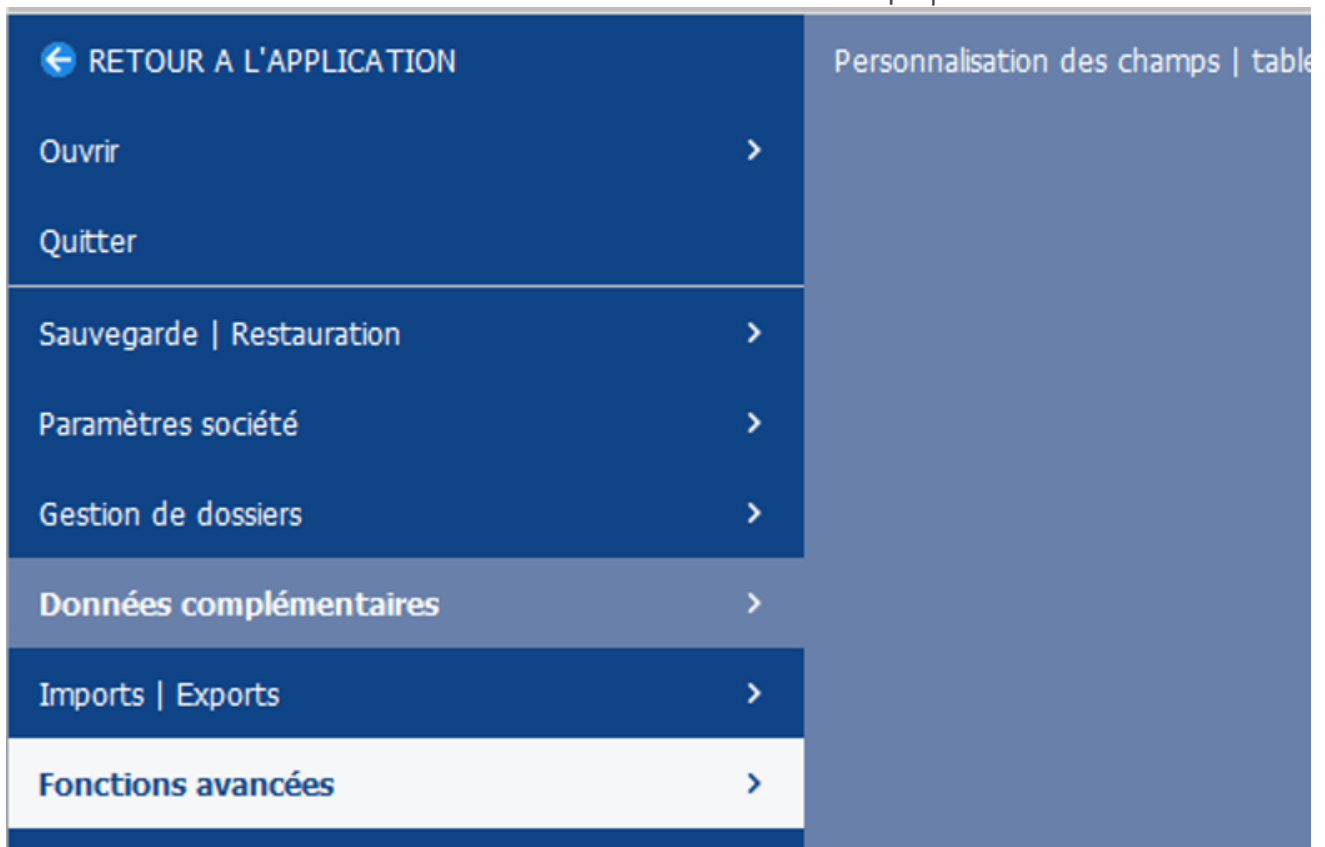 RETOUR A L'APPLICATION
Personnalisation des champs | table
Ouvrir
Quitter
Sauvegarde | Restauration
Paramètres société
Gestion de dossiers
Données complémentaires
Imports | Exports
Fonctions avancées